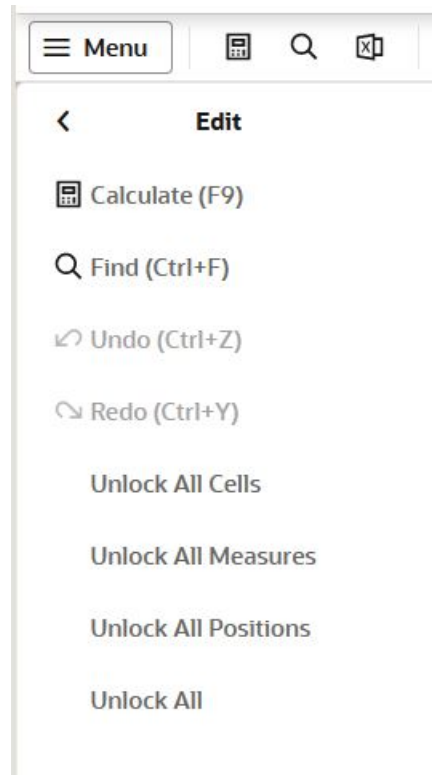 Menu
Edit
Calculate (F9)
Find (Ctrl+F)
Undo (Ctrl+Z)
Redo (Ctrl+Y)
Unlock All Cells
Unlock All Measures
Unlock All Positions
Unlock All